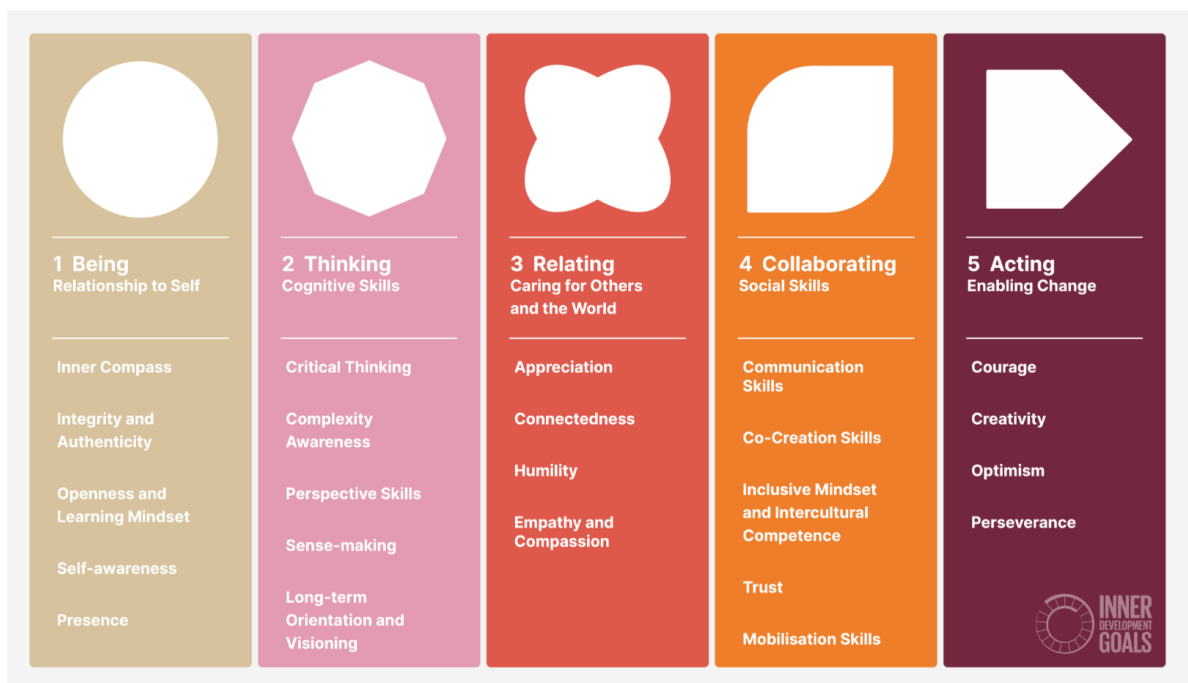 1 Being
Relationship to Self
Inner Compass
Integrity and
Authenticity
Openness and
Learning Mindset
Self-awareness
Presence
2 Thinking
Cognitive Skills
Critical Thinking
Complexity
Awareness
Perspective Skills
Sense-making
Long-term
Orientation and
Visioning
3 Relating
Caring for Others
and the World
Appreciation
Connectedness
Humility
Empathy and
Compassion
4 Collaborating
Social Skills
Communication
Skills
Co-Creation Skills
Inclusive Mindset
and Intercultural
Competence
Trust
Mobilisation Skills
5 Acting
Enabling Change
Courage
Creativity
Optimism
Perseverance
INNER
DEVELOPMENT
GOALS